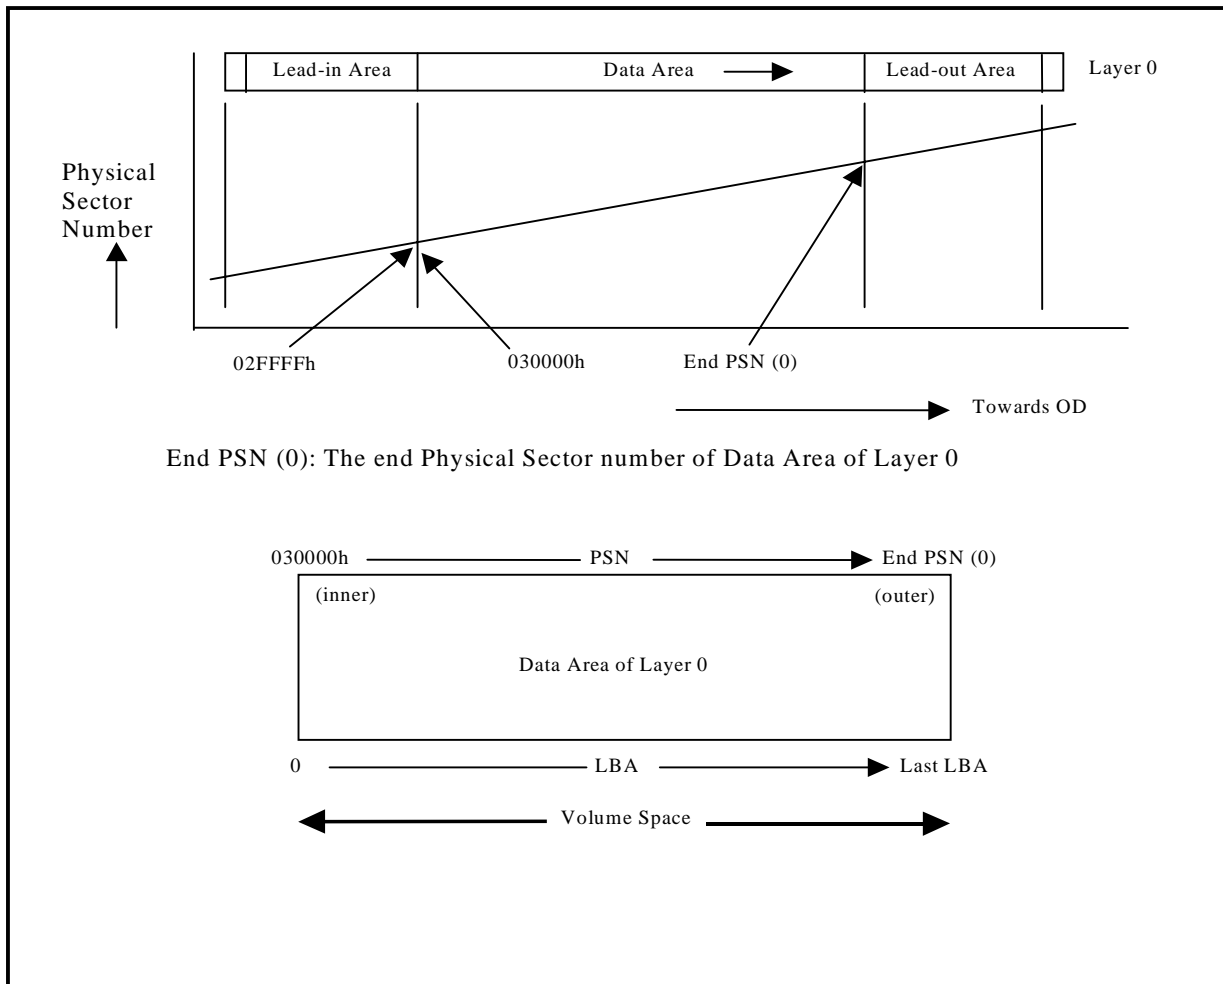 Lead-in Area Data Area Lead-out Area Layer 0
Physical
Sector
Number
02FFFFh 030000h End PSN (0)
Towards OD
End PSN (0): The end Physical Sector number of Data Area of Layer 0
030000h PSN End PSN (0)
(inner) (outer)
Data Area of Layer 0
0 LBA Last LBA
Volume Space